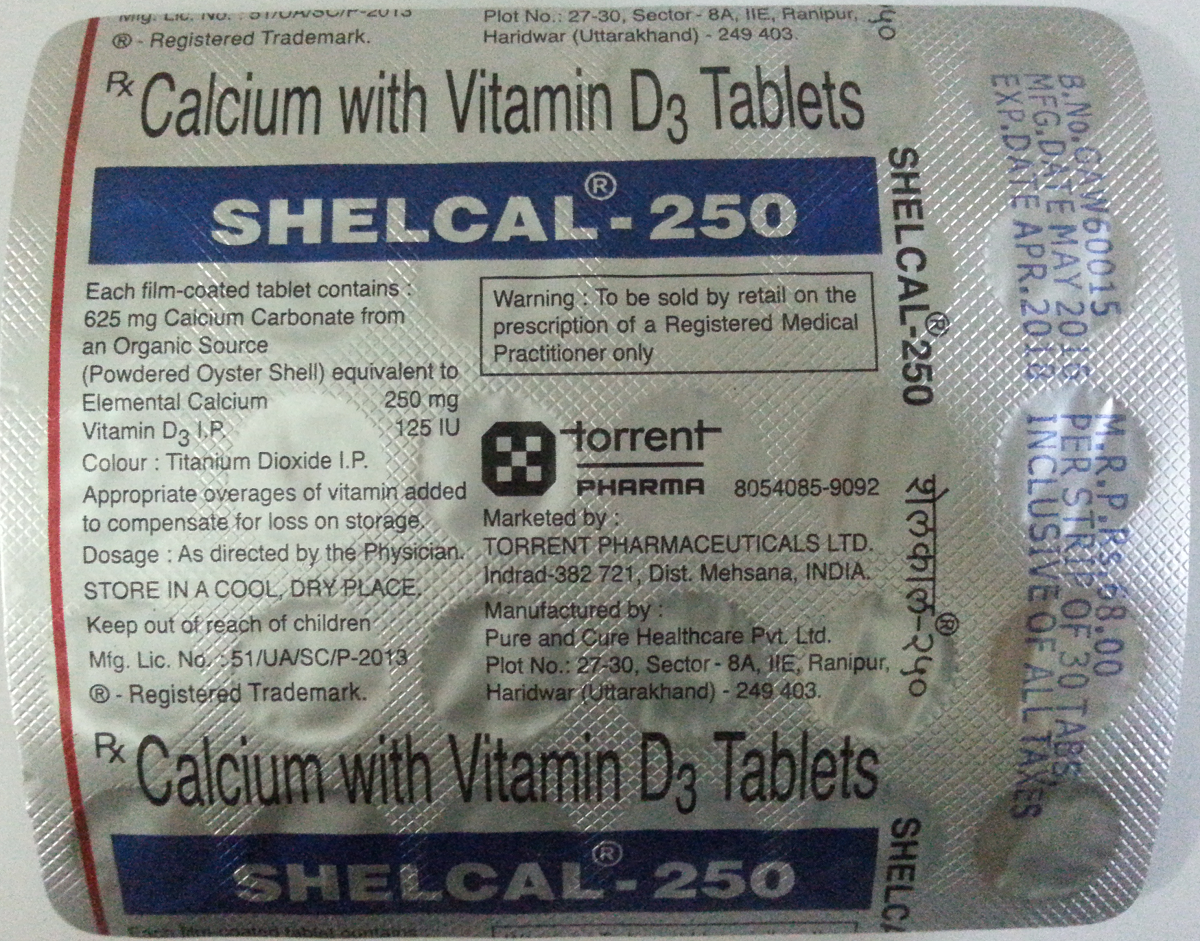 Mfg. Lic. No. : 51/UA/SC/P-2013
® - Registered Trademark.
Plot No.: 27-30, Sector - 8A, IIE, Ranipur,
Haridwar (Uttarakhand) - 249 403.
२५०
Rx Calcium with Vitamin D3 Tablets
SHELCAL® - 250
Each film-coated tablet contains :
625 mg Calcium Carbonate from
an Organic Source
(Powdered Oyster Shell) equivalent to
Elemental Calcium 250 mg
Vitamin D3 I.P. 125 IU
Colour : Titanium Dioxide I.P.
Appropriate overages of vitamin added
to compensate for loss on storage.
Dosage : As directed by the Physician.
STORE IN A COOL, DRY PLACE.
Keep out of reach of children
Mfg. Lic. No. : 51/UA/SC/P-2013
® - Registered Trademark.
Warning : To be sold by retail on the
prescription of a Registered Medical
Practitioner only
torrent
PHARMA
8054085-9092
Marketed by :
TORRENT PHARMACEUTICALS LTD.
Indrad-382 721, Dist. Mehsana, INDIA.
Manufactured by :
Pure and Cure Healthcare Pvt. Ltd.
Plot No.: 27-30, Sector - 8A, IIE, Ranipur,
Haridwar (Uttarakhand) - 249 403.
SHELCAL®-250
शेलकाल®-२५०
B.No.CAW60015 M.R.P.RS.68.00
MFG.DATE MAY 2016 PER STRIP OF 30 TABS.
EXP.DATE APR.2018 INCLUSIVE OF ALL TAXES
Rx Calcium with Vitamin D3 Tablets
SHELCAL® - 250
SHELCA
Each film-coated tablet contains